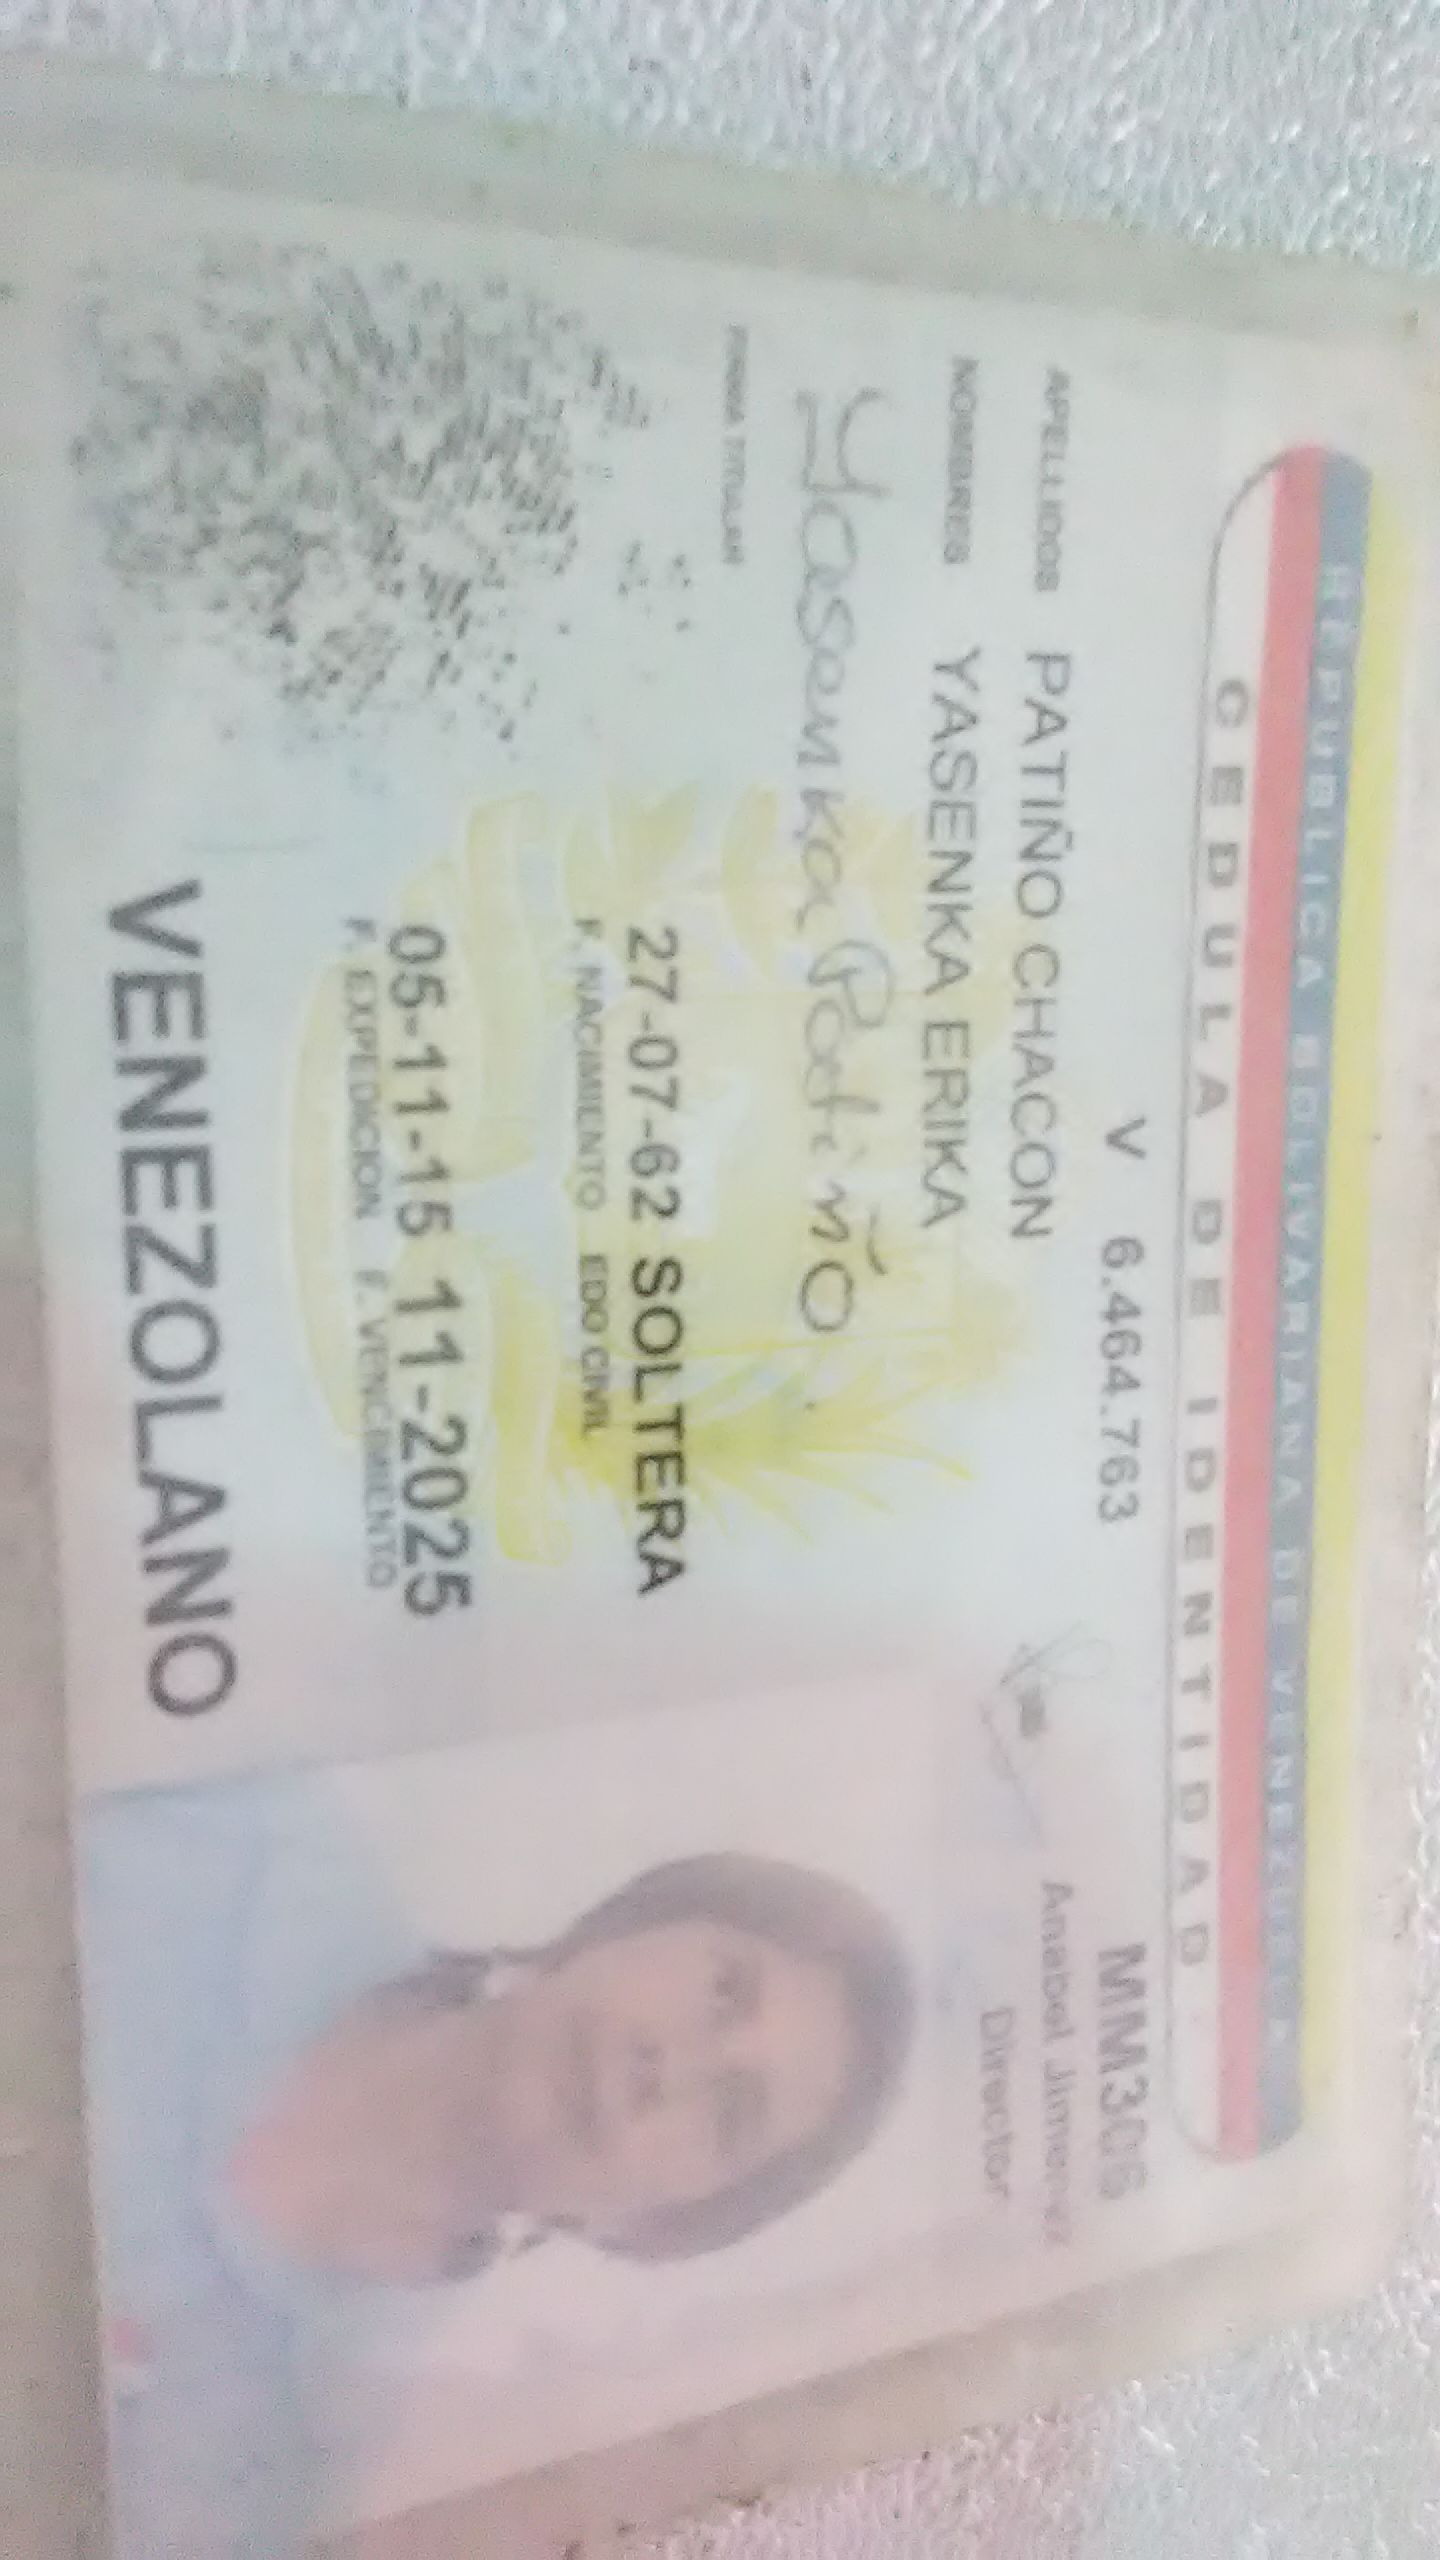 REPUBLICA BOLIVARIANA DE VENEZUELA
CEDULA DE IDENTIDAD
V 6.464.763
MM306
Anabel Jimenez
Director
APELLIDOS PATIÑO CHACON
NOMBRES YASENKA ERIKA
Yasenka Patiño
FIRMA TITULAR
27-07-62 SOLTERA
F. NACIMIENTO EDO CIVIL
05-11-15 11-2025
F. EXPEDICION F. VENCIMIENTO
VENEZOLANO